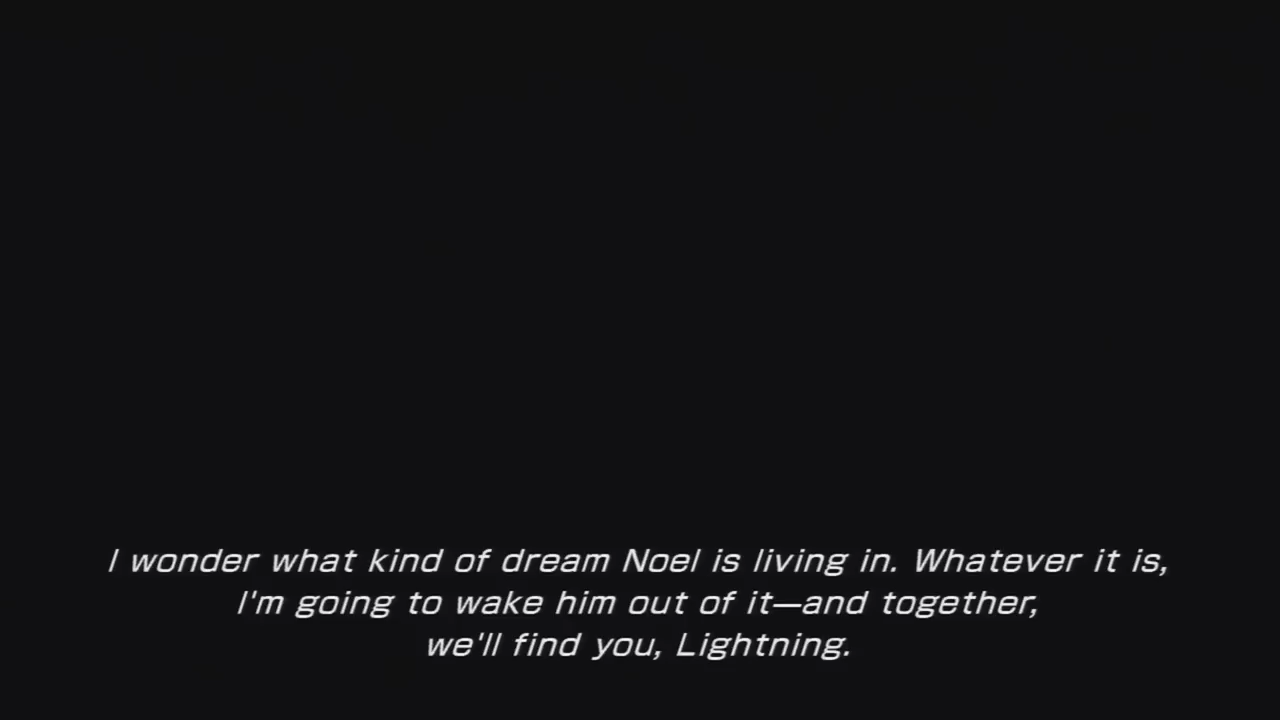 I wonder what kind of dream Noel is living in. Whatever it is,
I'm going to wake him out of it—and together,
we'll find you, Lightning.